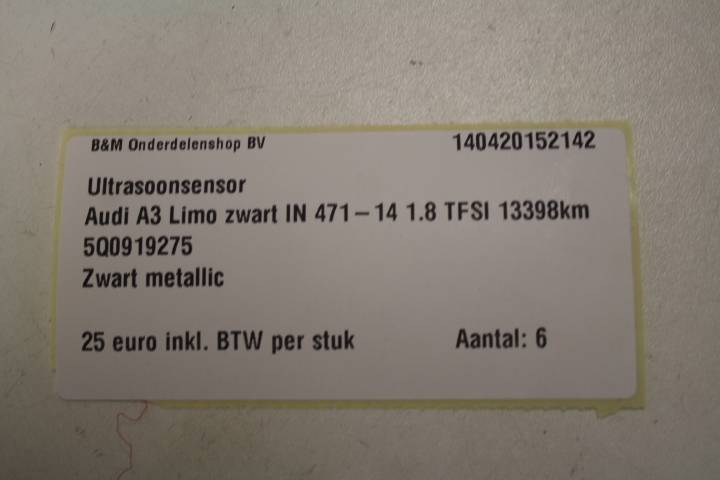 B&M Onderdelenshop BV 140420152142
Ultrasoonsensor
Audi A3 Limo zwart IN 471-14 1.8 TFSI 13398km
5Q0919275
Zwart metallic
25 euro inkl. BTW per stuk Aantal: 6